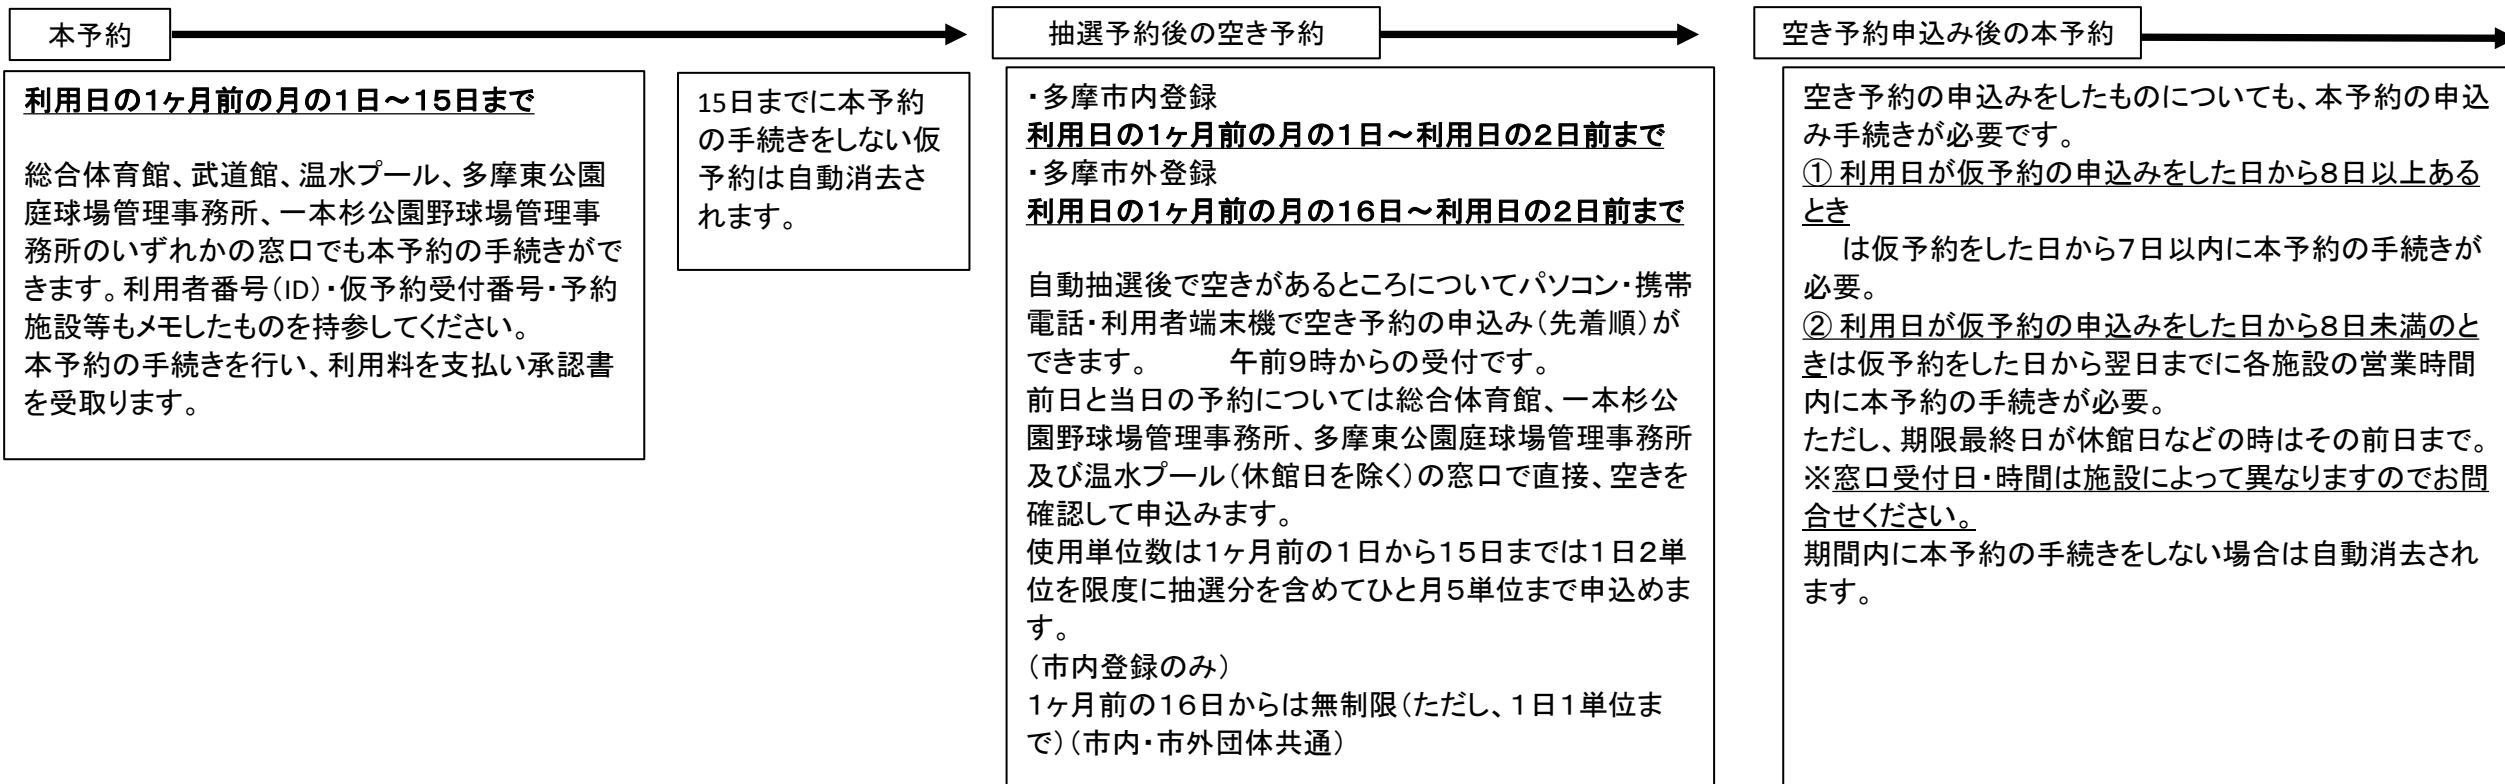 本予約
利用日の1ヶ月前の月の1日～15日まで
総合体育館、武道館、温水プール、多摩東公園
庭球場管理事務所、一本杉公園野球場管理事
務所のいずれかの窓口でも本予約の手続きがで
きます。利用者番号(ID)・仮予約受付番号・予約
施設等もメモしたものを持参してください。
本予約の手続きを行い、利用料を支払い承認書
を受取ります。
15日までに本予約
の手続きをしない仮
予約は自動消去さ
れます。
抽選予約後の空き予約
・多摩市内登録
利用日の1ヶ月前の月の1日～利用日の2日前まで
・多摩市外登録
利用日の1ヶ月前の月の16日～利用日の2日前まで
自動抽選後で空きがあるところについてパソコン・携帯
電話・利用者端末機で空き予約の申込み(先着順)が
できます。　　　午前9時からの受付です。
前日と当日の予約については総合体育館、一本杉公
園野球場管理事務所、多摩東公園庭球場管理事務所
及び温水プール(休館日を除く)の窓口で直接、空きを
確認して申込みます。
使用単位数は1ヶ月前の1日から15日までは1日2単
位を限度に抽選分を含めてひと月5単位まで申込めま
す。
(市内登録のみ)
1ヶ月前の16日からは無制限(ただし、1日1単位ま
で)(市内・市外団体共通)
空き予約申込み後の本予約
空き予約の申込みをしたものについても、本予約の申込
み手続きが必要です。
① 利用日が仮予約の申込みをした日から8日以上ある
とき
は仮予約をした日から7日以内に本予約の手続きが
必要。
② 利用日が仮予約の申込みをした日から8日未満のと
きは仮予約をした日から翌日までに各施設の営業時間
内に本予約の手続きが必要。
ただし、期限最終日が休館日などの時はその前日まで。
※窓口受付日・時間は施設によって異なりますのでお問
合せください。
期間内に本予約の手続きをしない場合は自動消去され
ます。